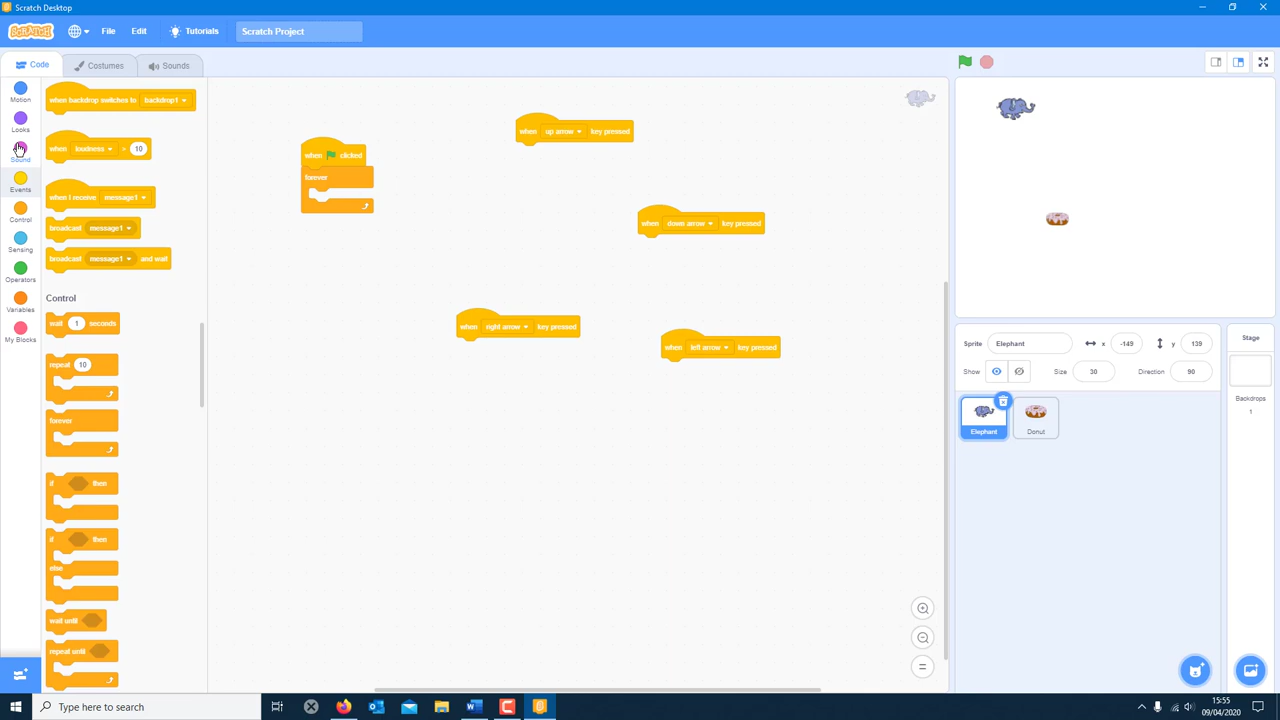 Scratch Desktop
SCRATCH
File
Edit
Tutorials
Scratch Project
Code
Costumes
Sounds
Motion
Looks
Sound
Events
Control
Sensing
Operators
Variables
My Blocks
when backdrop switches to backdrop1
when loudness > 10
when I receive message1
broadcast message1
broadcast message1 and wait
Control
wait 1 seconds
repeat 10
forever
if then
if then
else
wait until
repeat until
when clicked
forever
when up arrow key pressed
when down arrow key pressed
when right arrow key pressed
when left arrow key pressed
Sprite Elephant x -149 y 139
Show Size 30 Direction 90
Elephant
Donut
Stage
Backdrops
1
Type here to search
15:55
09/04/2020